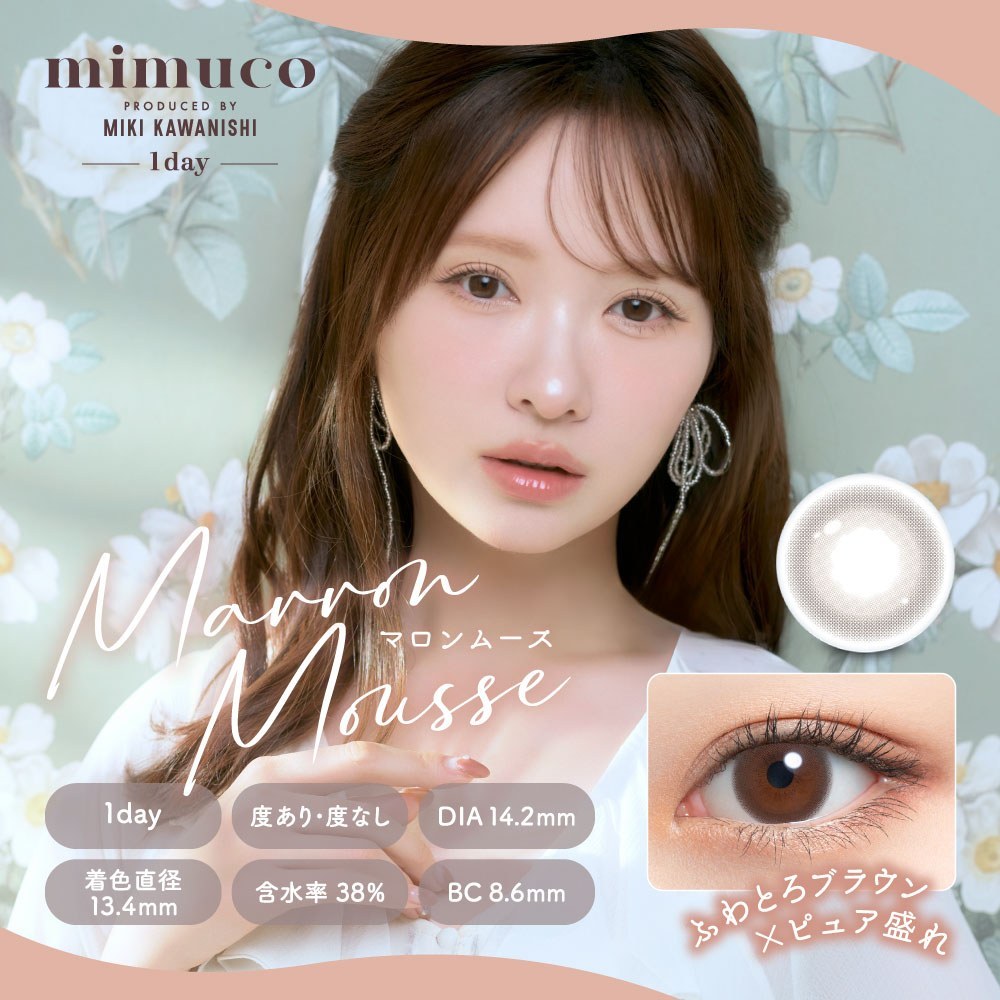 mimuco
PRODUCED BY
MIKI KAWANISHI
1day
Marron
マロンムース
Mousse
1day
度あり・度なし
DIA 14.2mm
着色直径
13.4mm
含水率 38%
BC 8.6mm
ふわとろブラウン
×ピュア盛れ